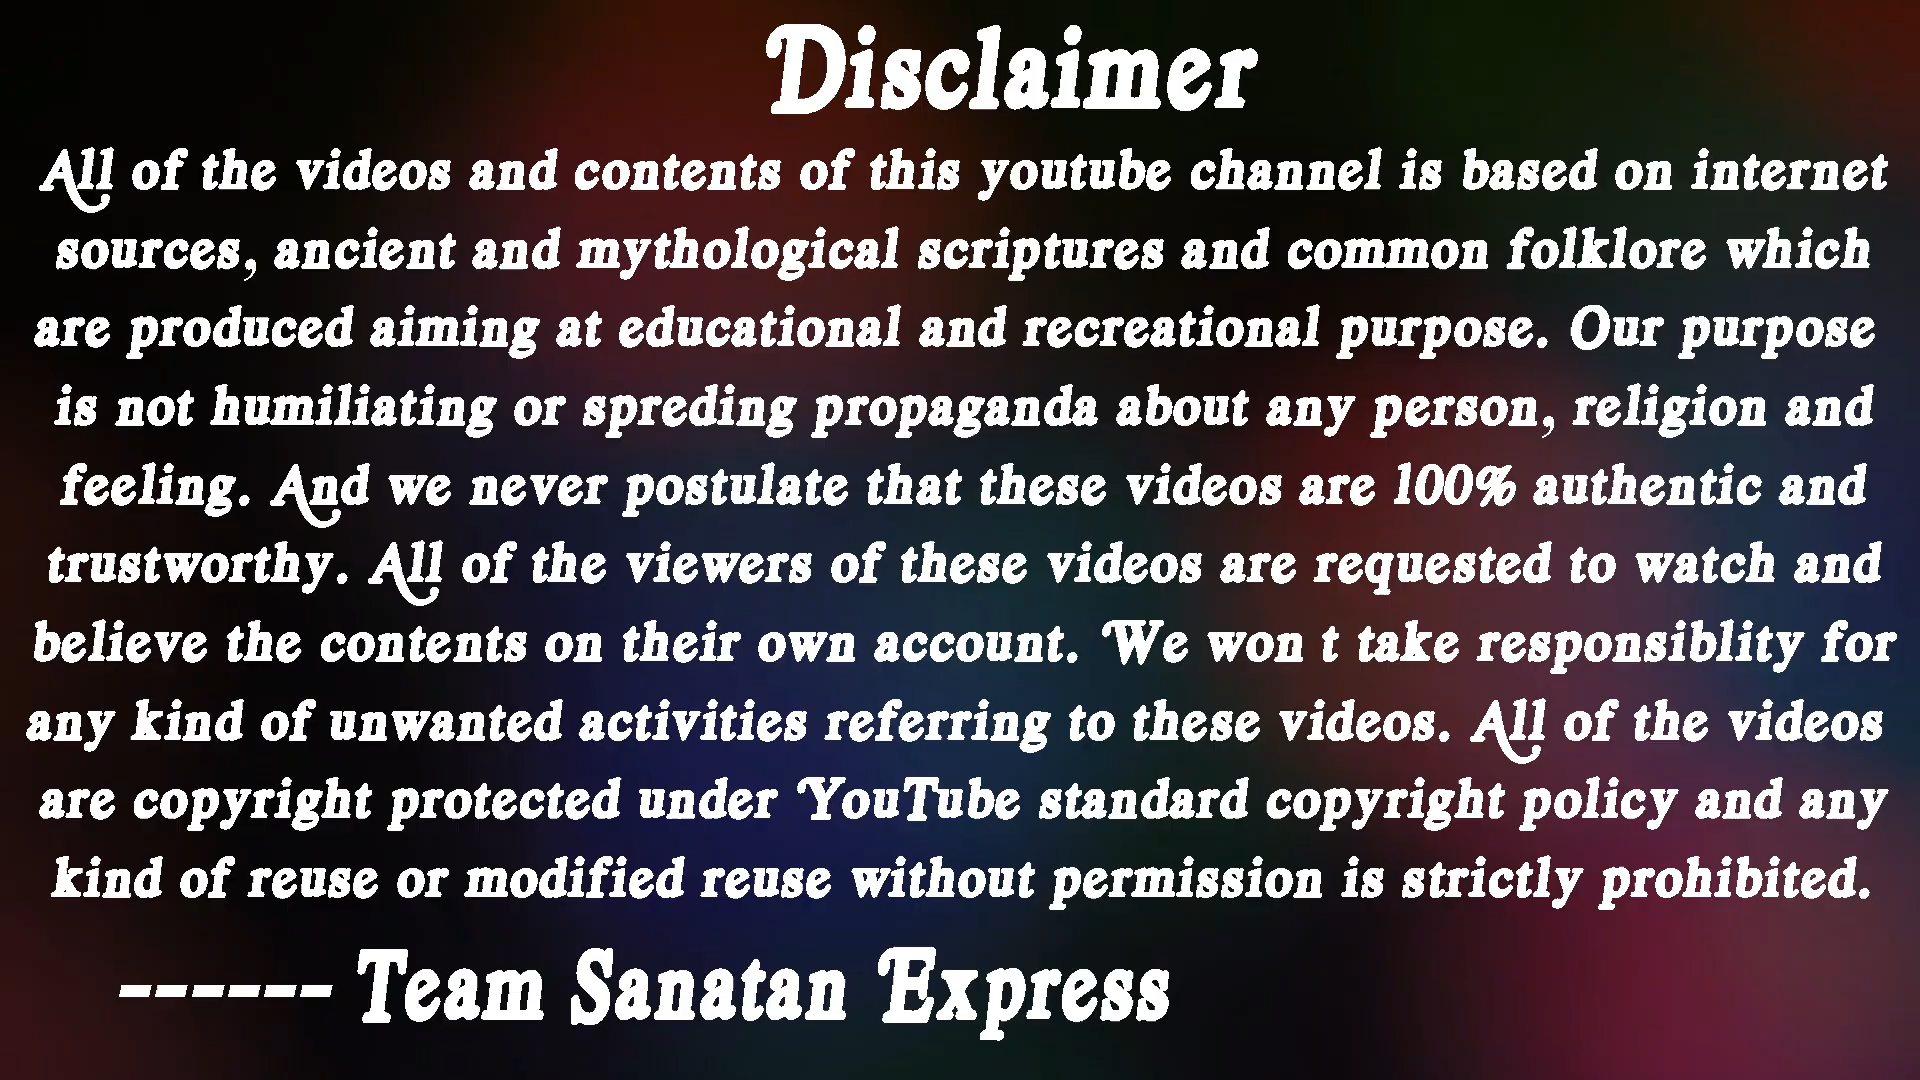 Disclaimer
All of the videos and contents of this youtube channel is based on internet
sources, ancient and mythological scriptures and common folklore which
are produced aiming at educational and recreational purpose. Our purpose
is not humiliating or spreding propaganda about any person, religion and
feeling. And we never postulate that these videos are 100% authentic and
trustworthy. All of the viewers of these videos are requested to watch and
believe the contents on their own account. We won t take responsiblity for
any kind of unwanted activities referring to these videos. All of the videos
are copyright protected under YouTube standard copyright policy and any
kind of reuse or modified reuse without permission is strictly prohibited.
------ Team Sanatan Express